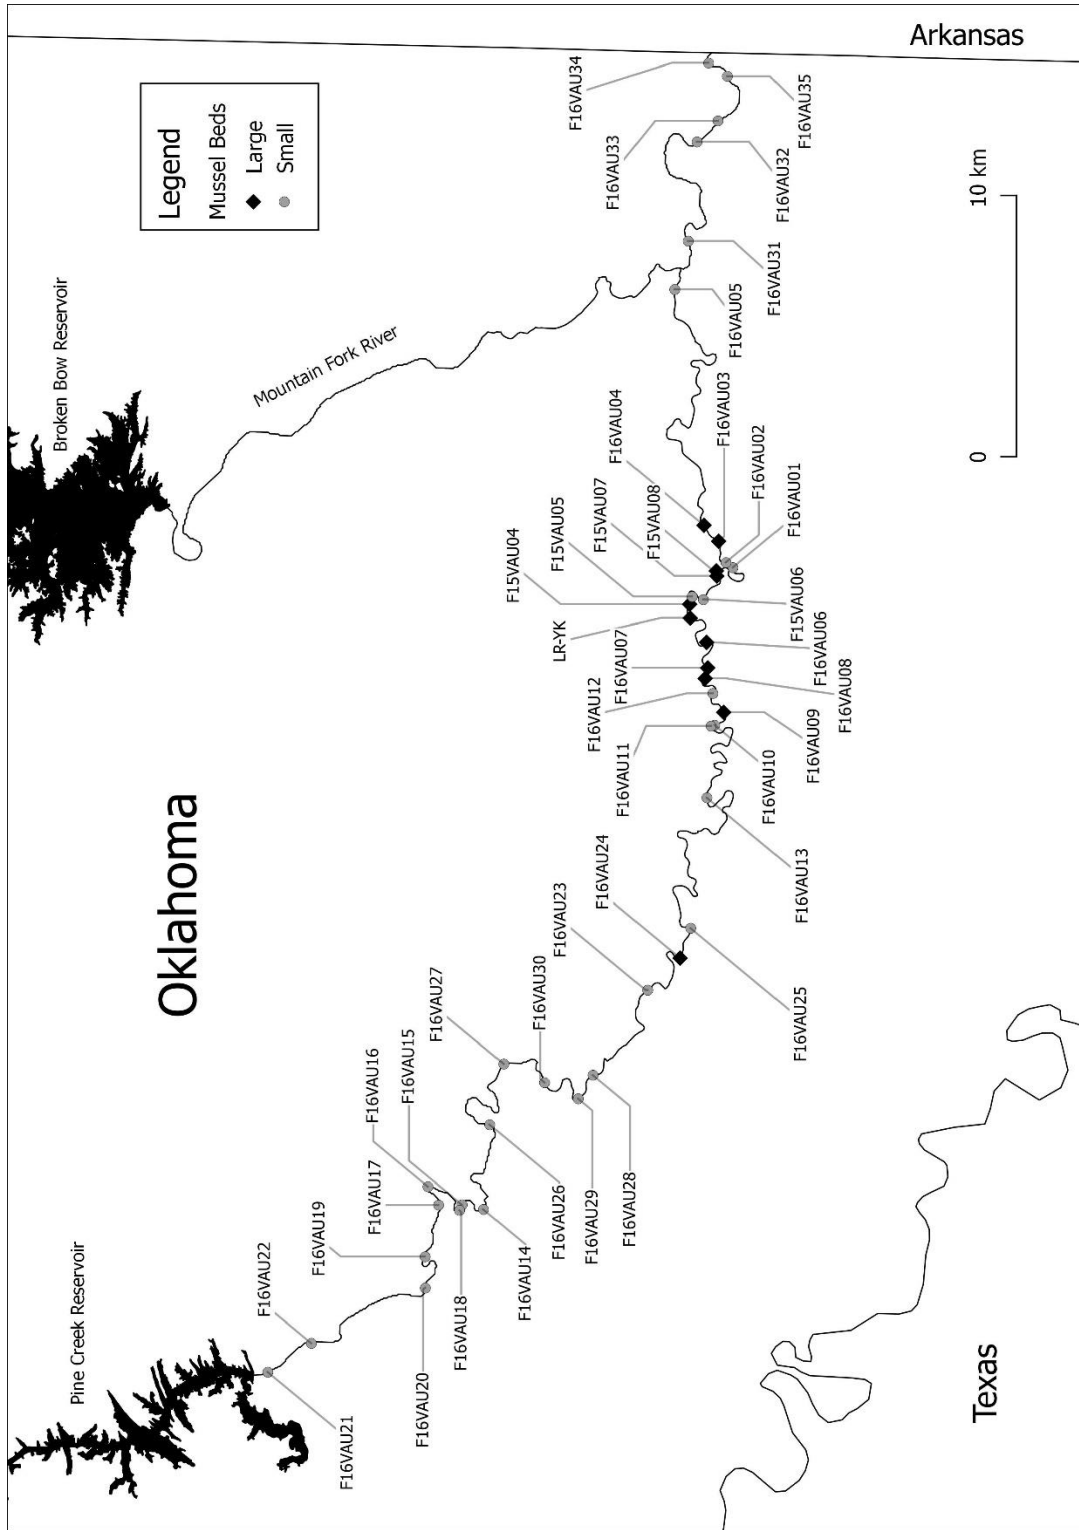 Arkansas
Legend
Mussel Beds
Large
Small
Broken Bow Reservoir
Mountain Fork River
Oklahoma
Pine Creek Reservoir
Texas
0
10 km
F16VAU34
F16VAU35
F16VAU33
F16VAU32
F16VAU31
F16VAU05
F16VAU04
F16VAU03
F16VAU02
F16VAU01
F15VAU08
F15VAU07
F15VAU05
F15VAU04
F15VAU06
LR-YK
F16VAU06
F16VAU07
F16VAU08
F16VAU12
F16VAU09
F16VAU11
F16VAU10
F16VAU13
F16VAU24
F16VAU25
F16VAU23
F16VAU30
F16VAU27
F16VAU28
F16VAU29
F16VAU26
F16VAU15
F16VAU16
F16VAU17
F16VAU14
F16VAU18
F16VAU19
F16VAU20
F16VAU22
F16VAU21